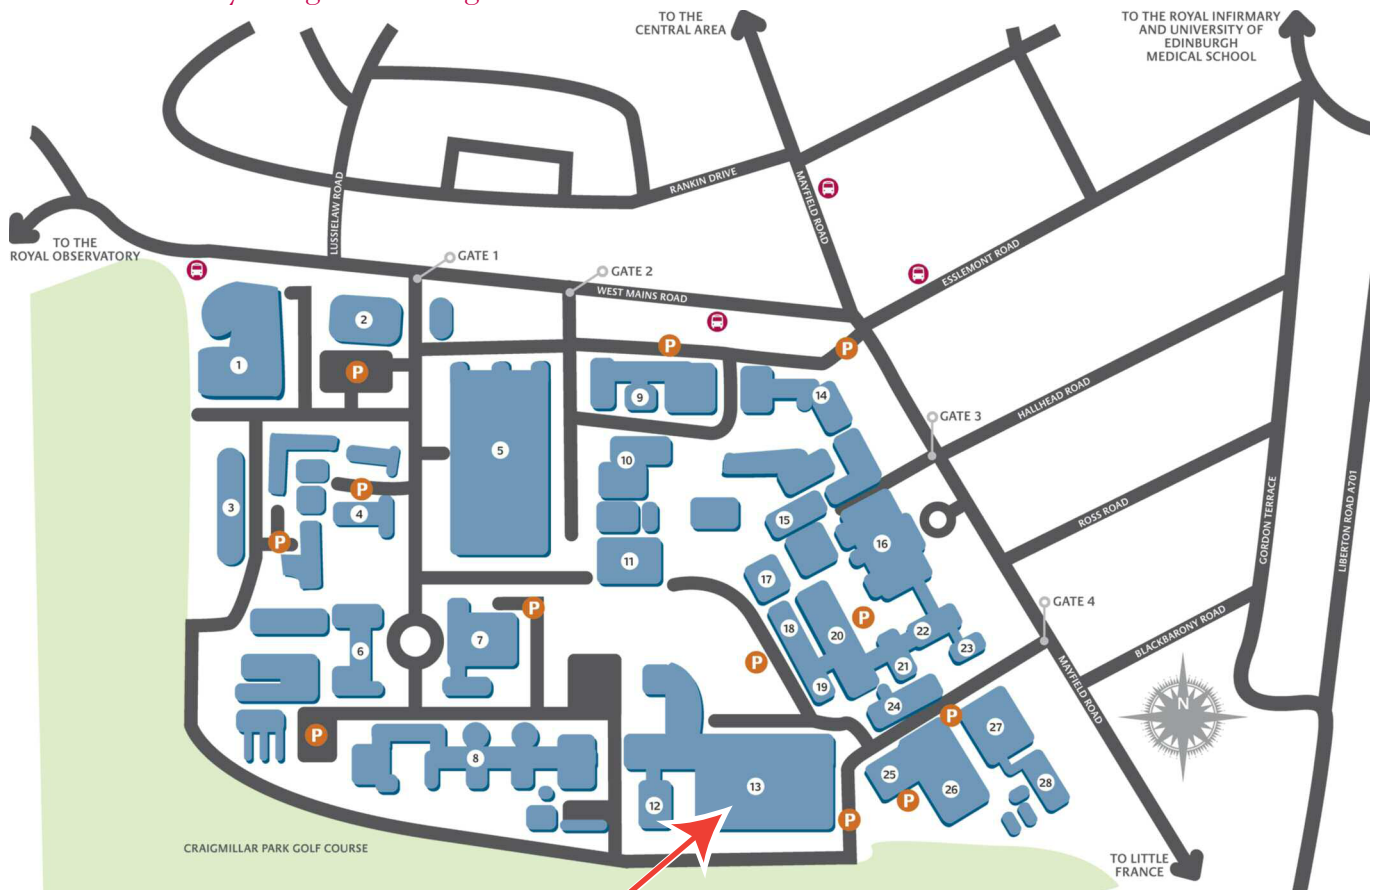 TO THE
CENTRAL AREA
TO THE ROYAL INFIRMARY
AND UNIVERSITY OF
EDINBURGH
MEDICAL SCHOOL
RANKIN DRIVE
MAYFIELD ROAD
LUSSIELAW ROAD
TO THE
ROYAL OBSERVATORY
GATE 1
GATE 2
WEST MAINS ROAD
ESSLEMONT ROAD
P
P
P
1
2
9
14
HALLHEAD ROAD
GATE 3
5
10
P
3
4
15
ROSS ROAD
GORDON TERRACE
LIBERTON ROAD A701
P
16
11
17
P
P
18
20
22
23
GATE 4
BLACKBARONY ROAD
MAYFIELD ROAD
7
6
P
21
19
24
P
27
N
P
8
13
12
25
26
28
P
P
CRAIGMILLAR PARK GOLF COURSE
TO LITTLE
FRANCE